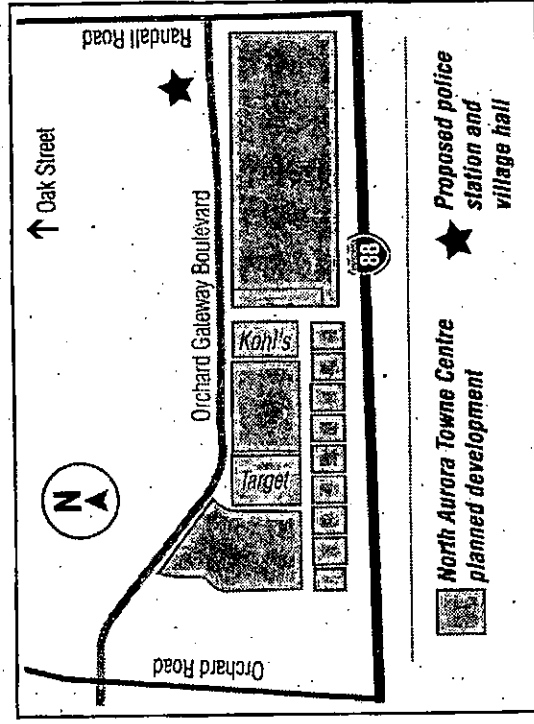 Oak Street
Randall Road
N
Orchard Gateway Boulevard
Kohl's
Target
Orchard Road
88
North Aurora Towne Centre
planned development
Proposed police
station and
village hall